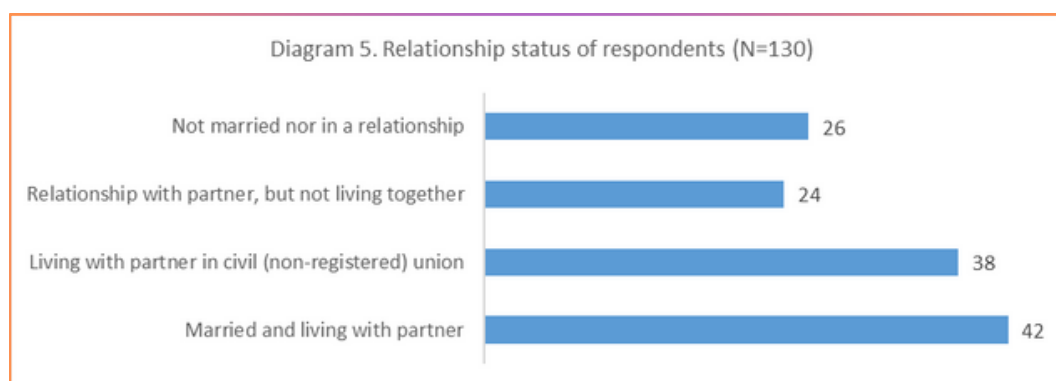 Diagram 5. Relationship status of respondents (N=130)
Not married nor in a relationship 26
Relationship with partner, but not living together 24
Living with partner in civil (non-registered) union 38
Married and living with partner 42